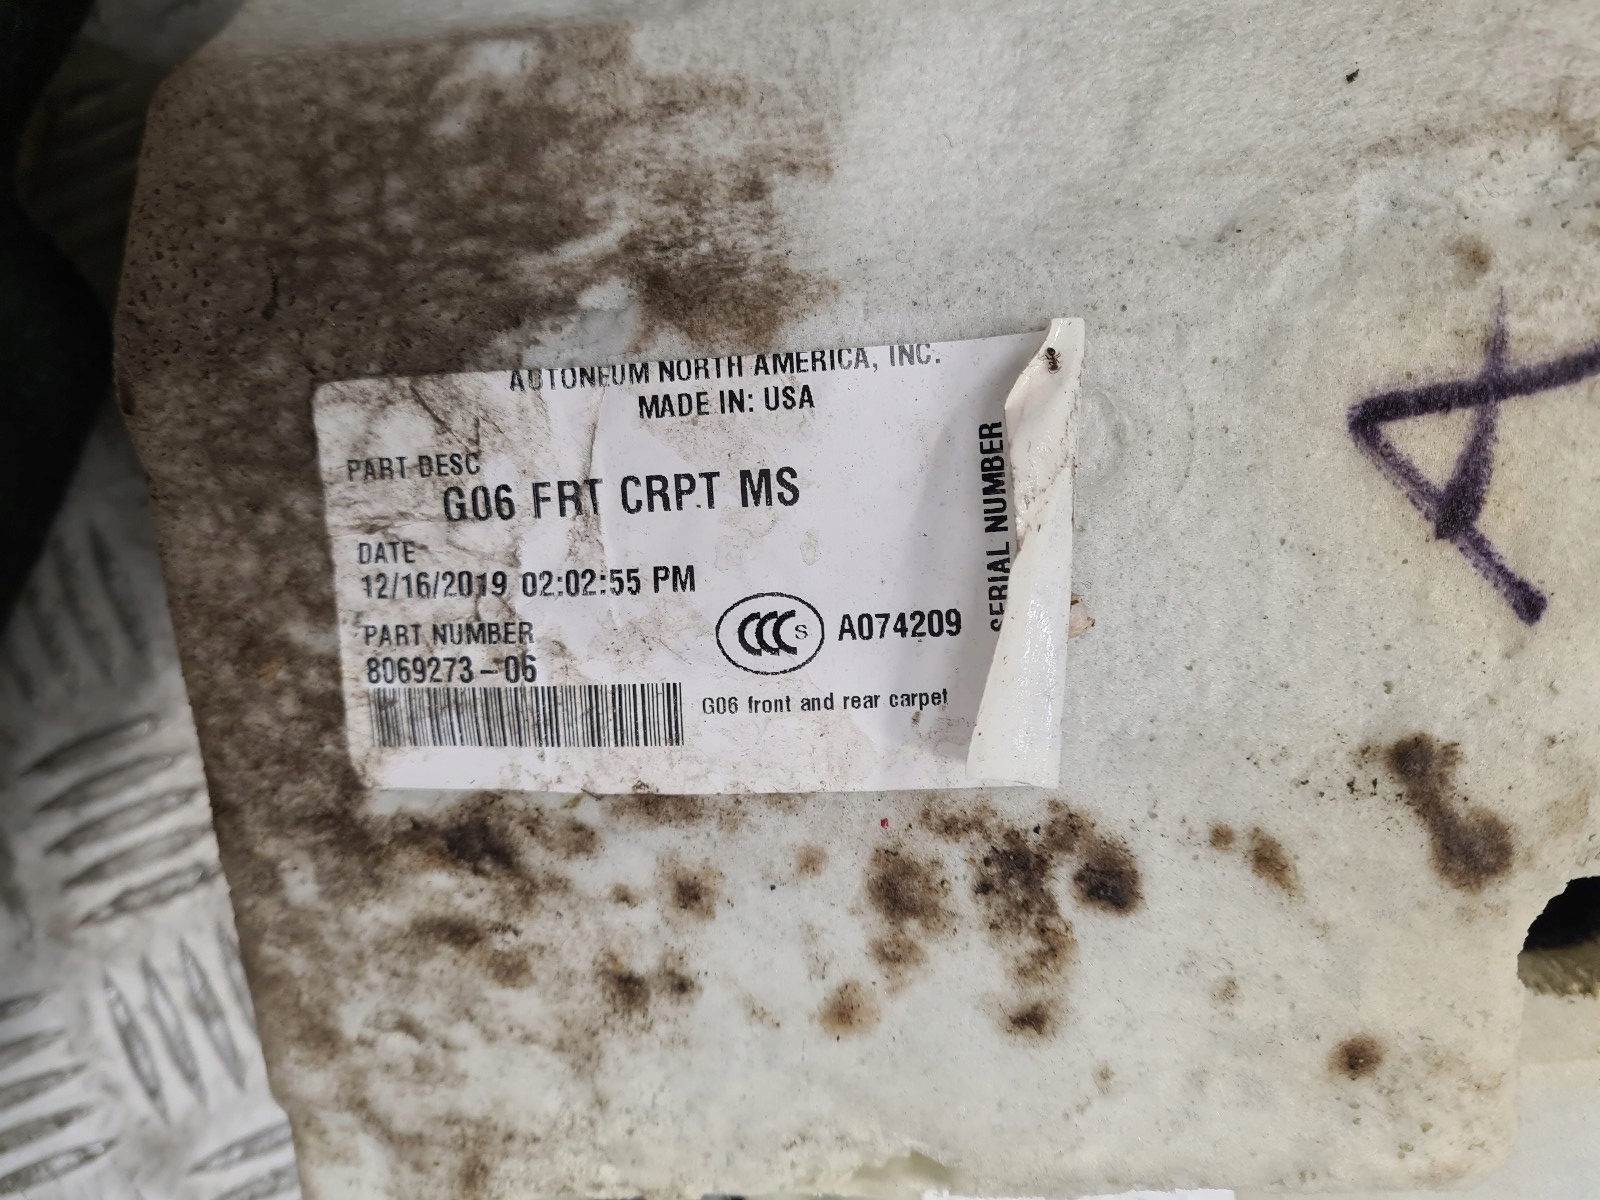 AUTONEUM NORTH AMERICA, INC.
MADE IN: USA
PART DESC
G06 FRT CRPT MS
DATE
12/16/2019 02:02:55 PM
PART NUMBER
8069273-06
CCC S A074209
G06 front and rear carpet
SERIAL NUMBER
A